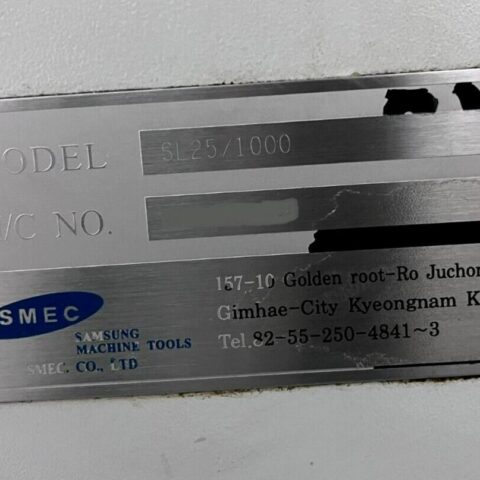 MODEL SL25/1000
M/C NO.
157-10 Golden root-Ro Juchon
Gimhae-City Kyeongnam K
Tel.82-55-250-4841~3
SMEC
SAMSUNG
MACHINE TOOLS
SMEC. CO., LTD